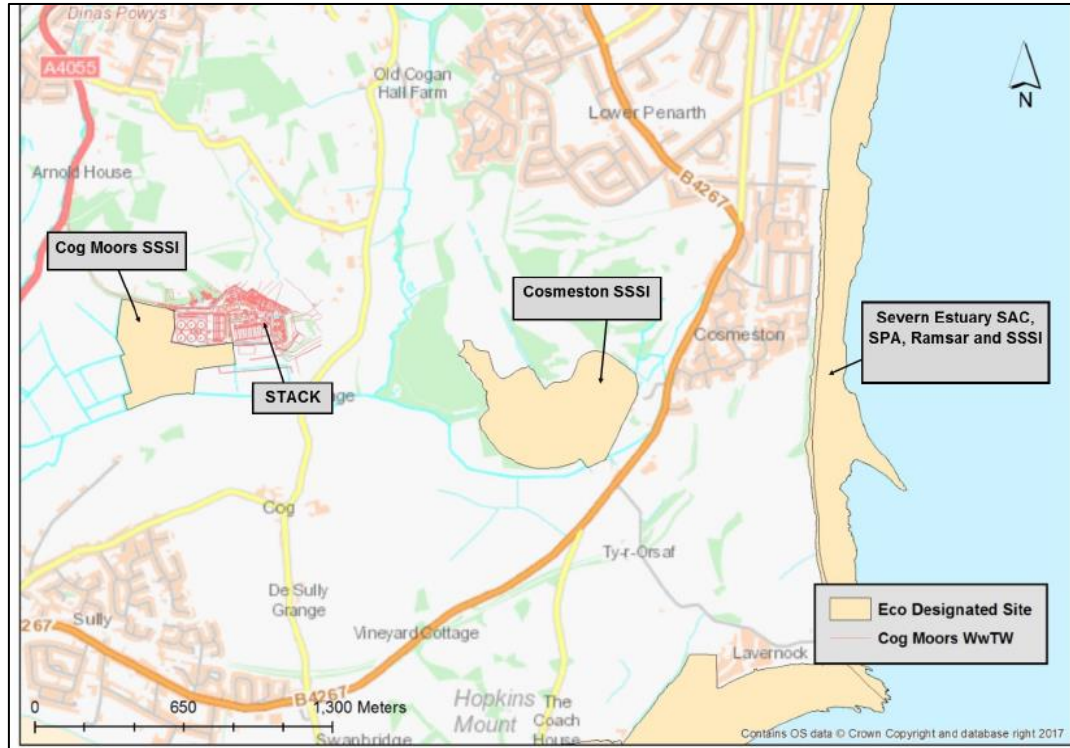 Dinas Powys
A4055
Old Cogan
Hall Farm
Lower Penarth
N
Arnold House
B4267
Cog Moors SSSI
Cosmeston SSSI
Severn Estuary SAC,
SPA, Ramsar and SSSI
Cosmeston
STACK
Cog
Ty-r-Orsaf
De Sully
Grange
Sully
Vineyard Cottage
267
Eco Designated Site
Cog Moors WwTW
Lavernock
B4267
Hopkins
Mount
The
Coach
House
0 650 1,300 Meters
Swanbridge
Contains OS data © Crown Copyright and database right 2017